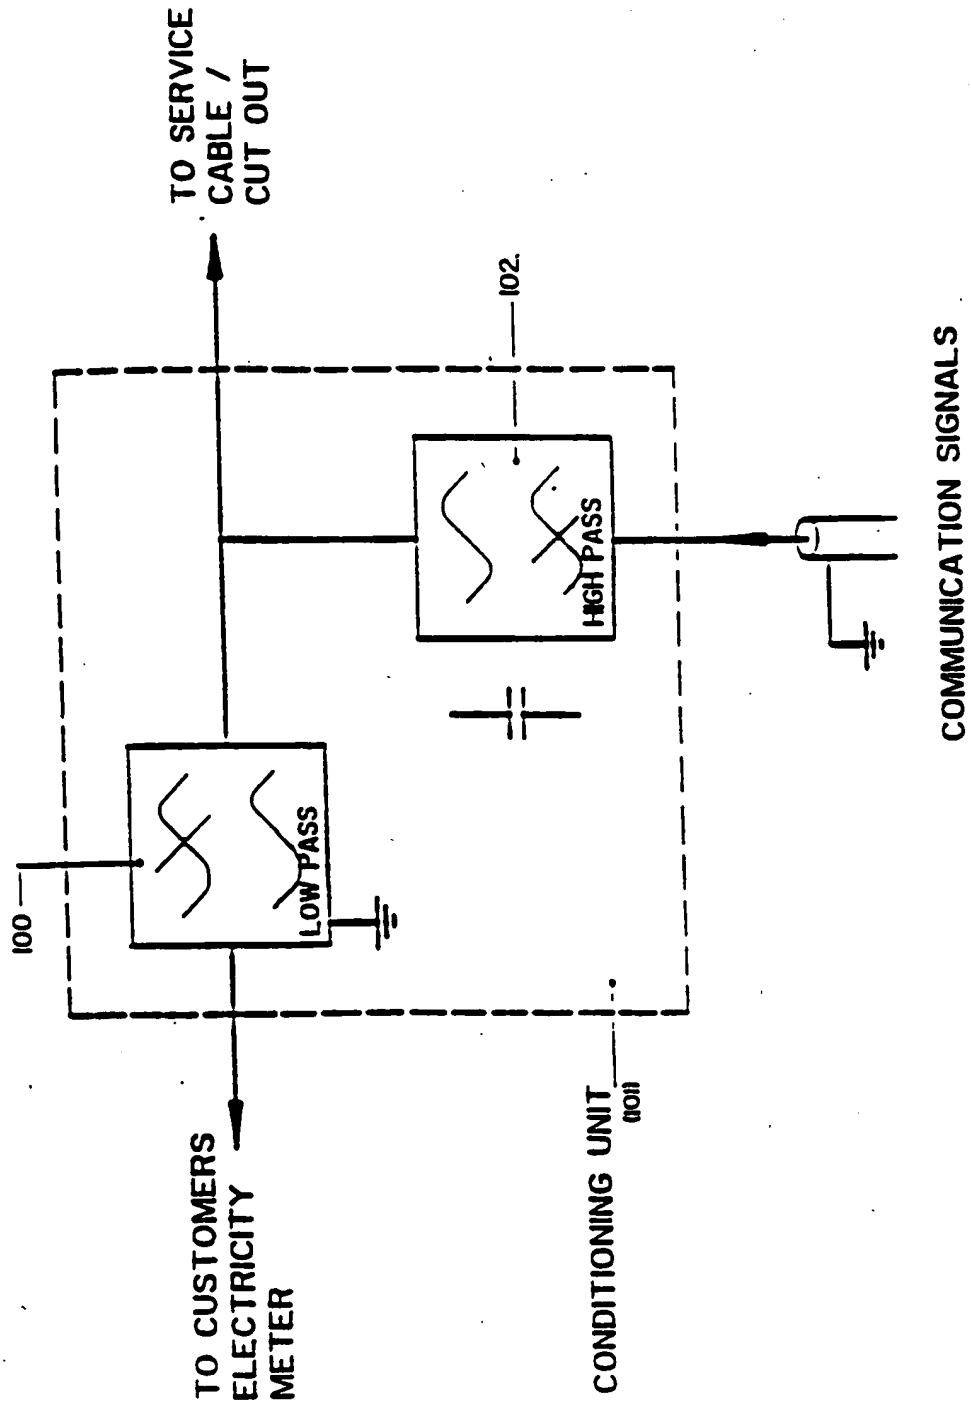 TO SERVICE
CABLE /
CUT OUT
100
LOW PASS
102.
HIGH PASS
TO CUSTOMERS
ELECTRICITY
METER
CONDITIONING UNIT
(101)
COMMUNICATION SIGNALS